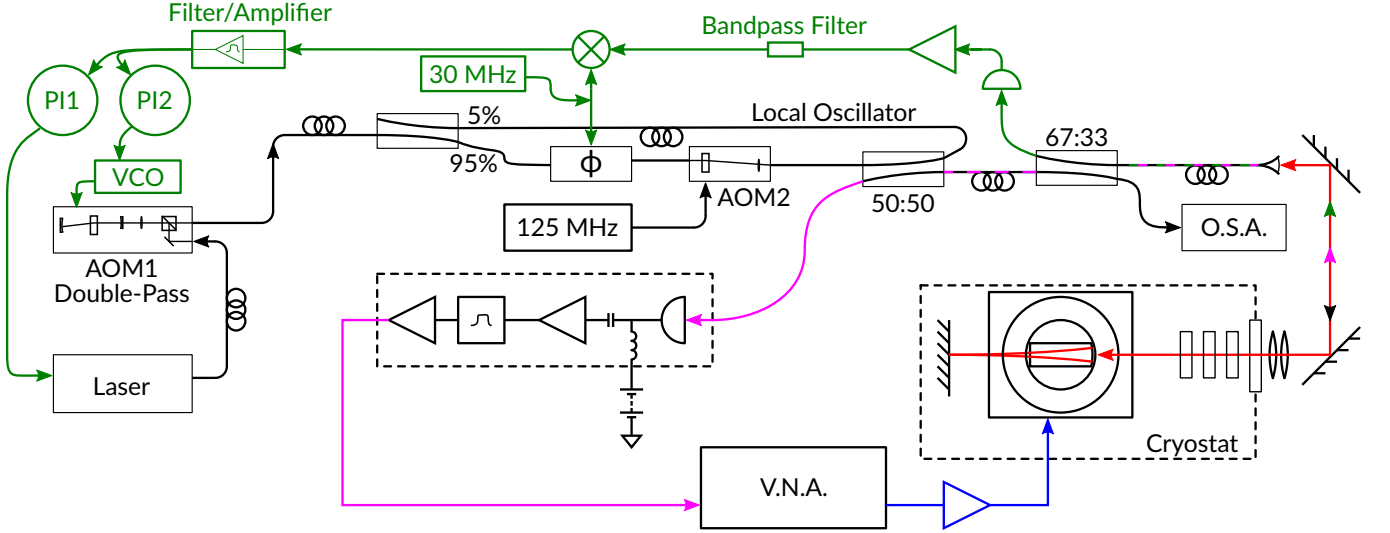 Filter/Amplifier
Bandpass Filter
PI1
PI2
30 MHz
5%
Local Oscillator
67:33
95%
Φ
VCO
AOM2
50:50
125 MHz
O.S.A.
AOM1
Double-Pass
Laser
Cryostat
V.N.A.